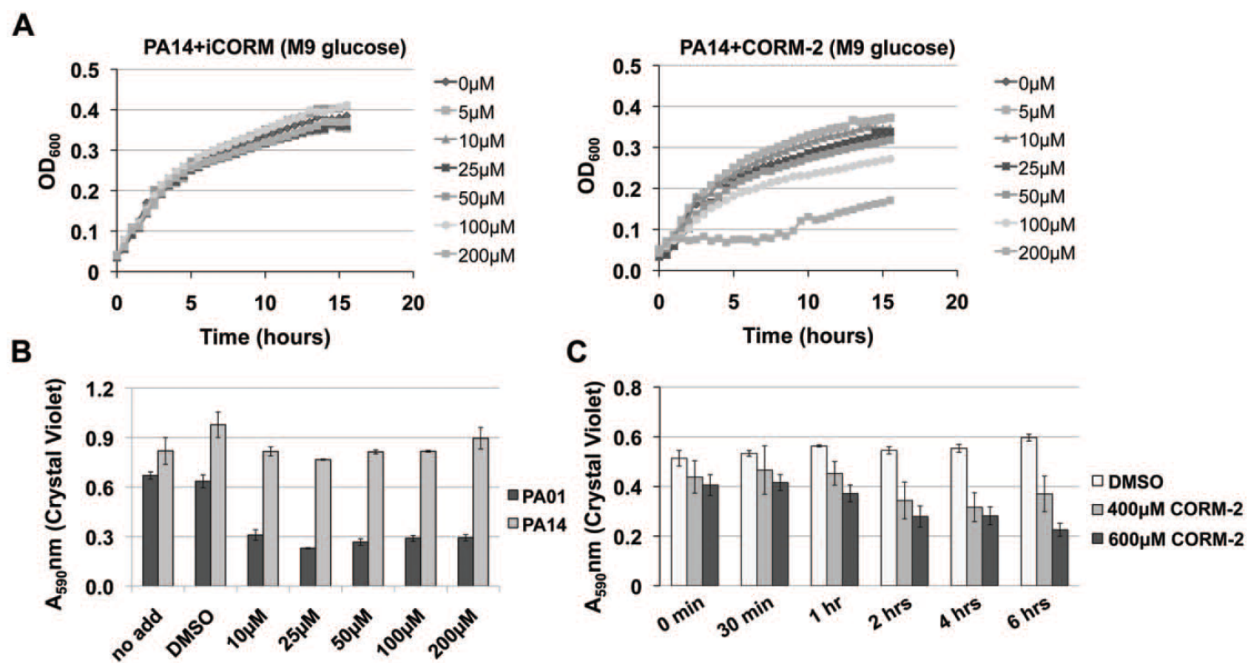 A
PA14+iCORM (M9 glucose)
0.5
0.4
0.3
0.2
0.1
0
OD600
0
5
10
15
20
Time (hours)
0µM
5µM
10µM
25µM
50µM
100µM
200µM
PA14+CORM-2 (M9 glucose)
0.5
0.4
0.3
0.2
0.1
0.0
OD600
0
5
10
15
20
Time (hours)
0µM
5µM
10µM
25µM
50µM
100µM
200µM
B
A590nm (Crystal Violet)
1.2
0.9
0.6
0.3
0.0
no add
DMSO
10µM
25µM
50µM
100µM
200µM
PA01
PA14
C
A590nm (Crystal Violet)
0.8
0.6
0.4
0.2
0
0 min
30 min
1 hr
2 hrs
4 hrs
6 hrs
DMSO
400µM CORM-2
600µM CORM-2